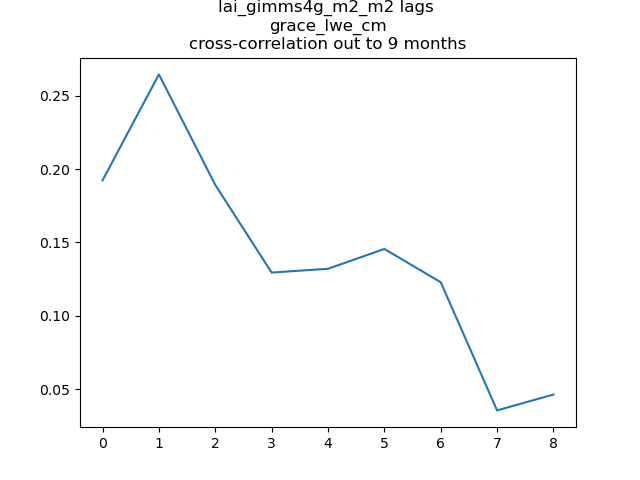 lai_gimms4g_m2_m2 lags
grace_lwe_cm
cross-correlation out to 9 months
0.25
0.20
0.15
0.10
0.05
0 1 2 3 4 5 6 7 8